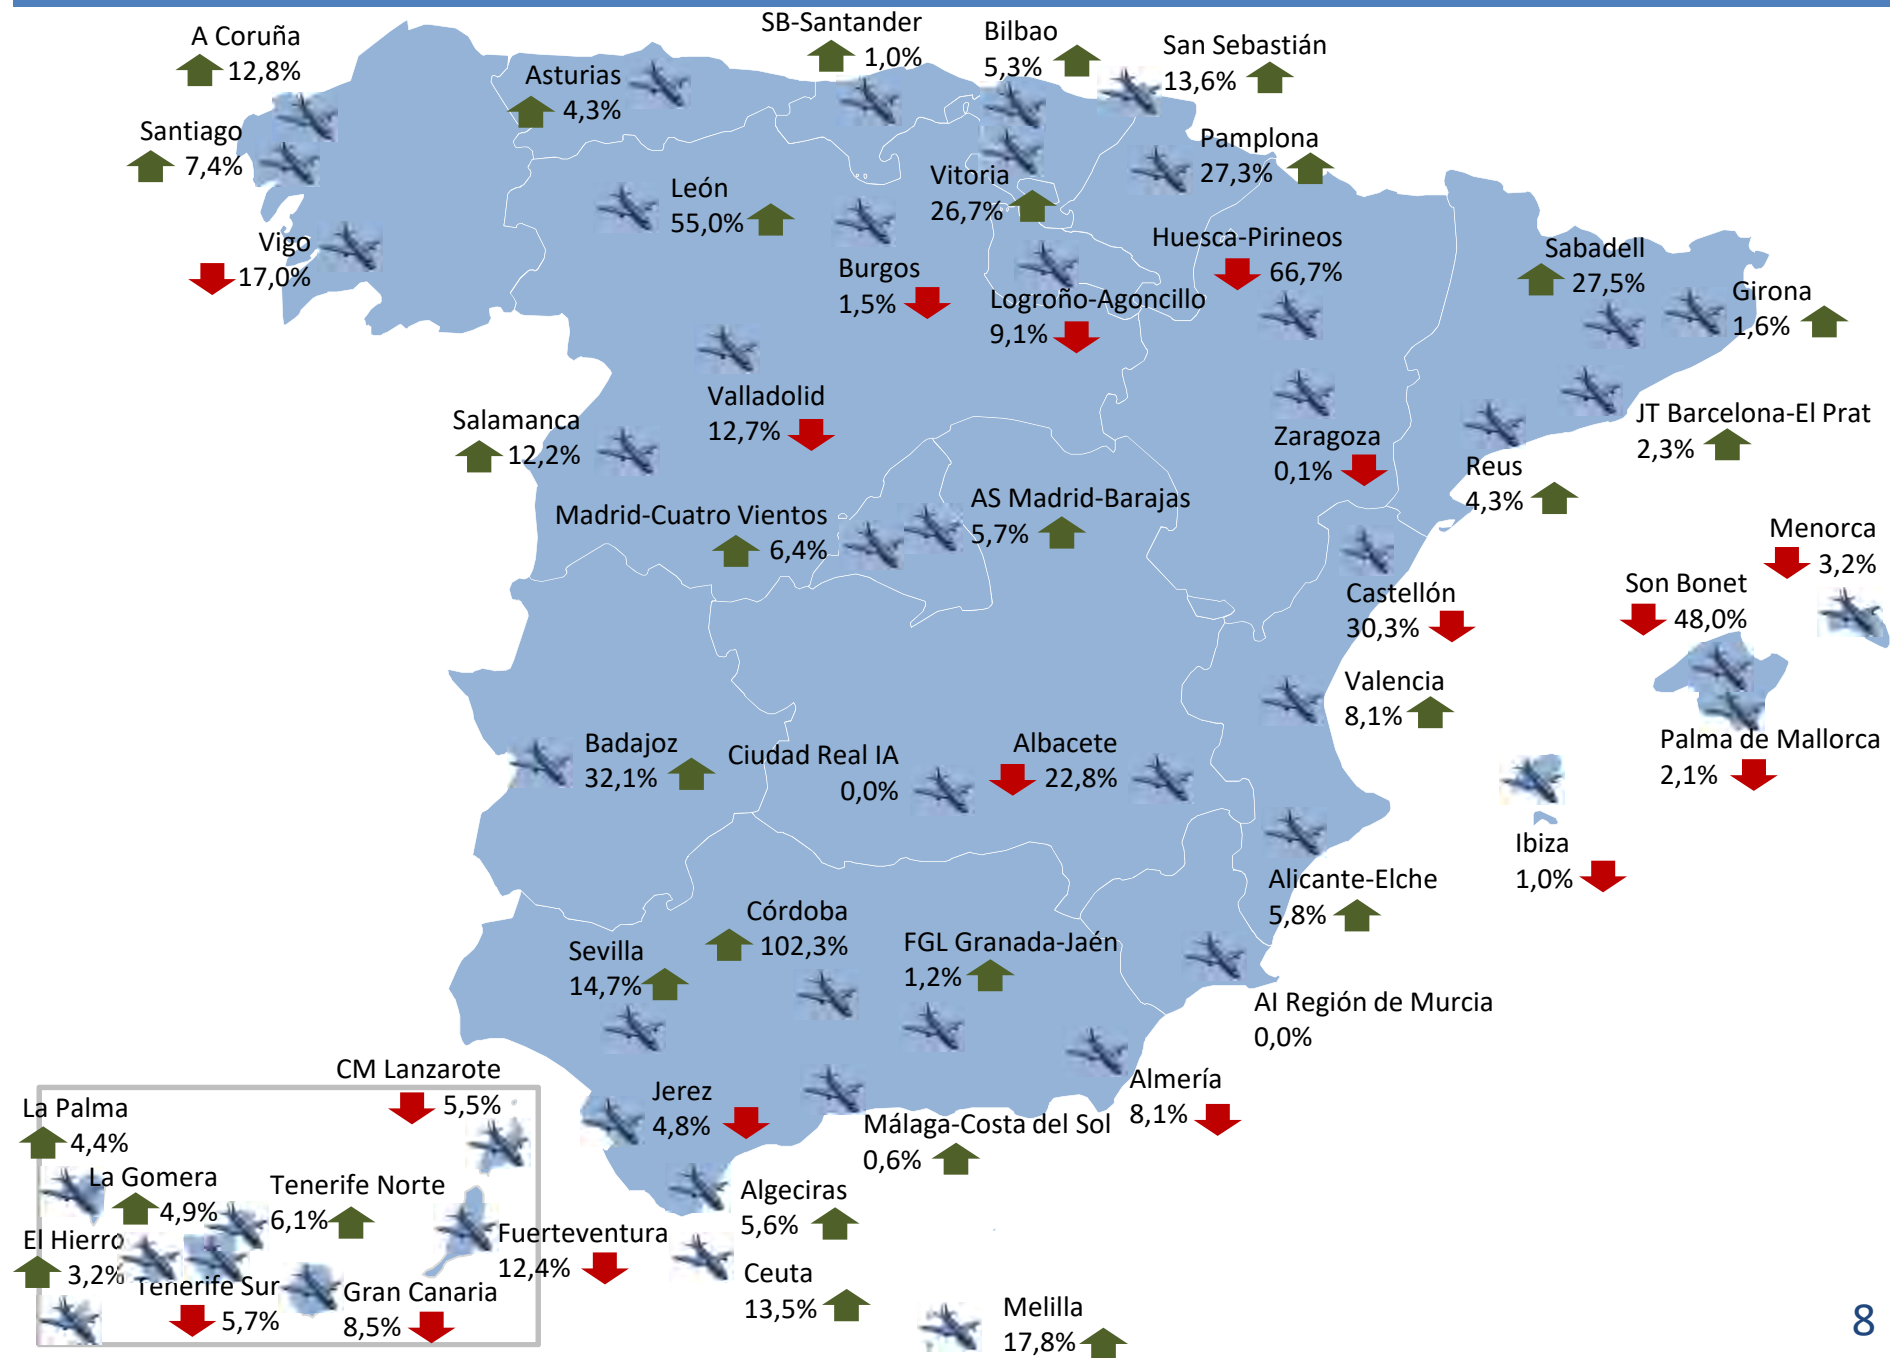 A Coruña
12,8%
SB-Santander
1,0%
Bilbao
5,3%
San Sebastián
13,6%
Asturias
4,3%
Santiago
7,4%
Pamplona
27,3%
León
55,0%
Vitoria
26,7%
Vigo
17,0%
Burgos
1,5%
Logroño-Agoncillo
9,1%
Huesca-Pirineos
66,7%
Sabadell
27,5%
Girona
1,6%
Valladolid
12,7%
Salamanca
12,2%
Zaragoza
0,1%
JT Barcelona-El Prat
2,3%
Reus
4,3%
Madrid-Cuatro Vientos
6,4%
AS Madrid-Barajas
5,7%
Menorca
3,2%
Son Bonet
48,0%
Castellón
30,3%
Valencia
8,1%
Palma de Mallorca
2,1%
Badajoz
32,1%
Ciudad Real IA
0,0%
Albacete
22,8%
Ibiza
1,0%
Alicante-Elche
5,8%
Córdoba
102,3%
Sevilla
14,7%
FGL Granada-Jaén
1,2%
AI Región de Murcia
0,0%
CM Lanzarote
5,5%
Jerez
4,8%
Almería
8,1%
Málaga-Costa del Sol
0,6%
La Palma
4,4%
La Gomera
4,9%
Tenerife Norte
6,1%
Algeciras
5,6%
El Hierro
3,2%
Fuerteventura
12,4%
Tenerife Sur
5,7%
Gran Canaria
8,5%
Ceuta
13,5%
Melilla
17,8%
8